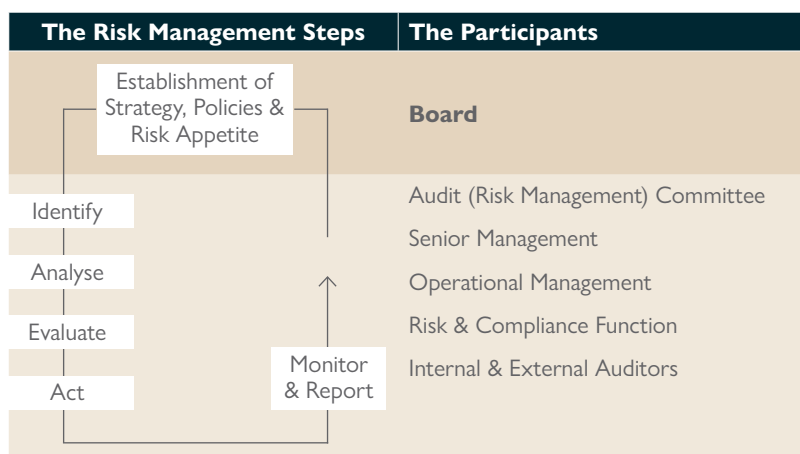 The Risk Management Steps
The Participants
Establishment of
Strategy, Policies &
Risk Appetite
Board
Identify
Analyse
Evaluate
Act
Monitor
& Report
Audit (Risk Management) Committee
Senior Management
Operational Management
Risk & Compliance Function
Internal & External Auditors